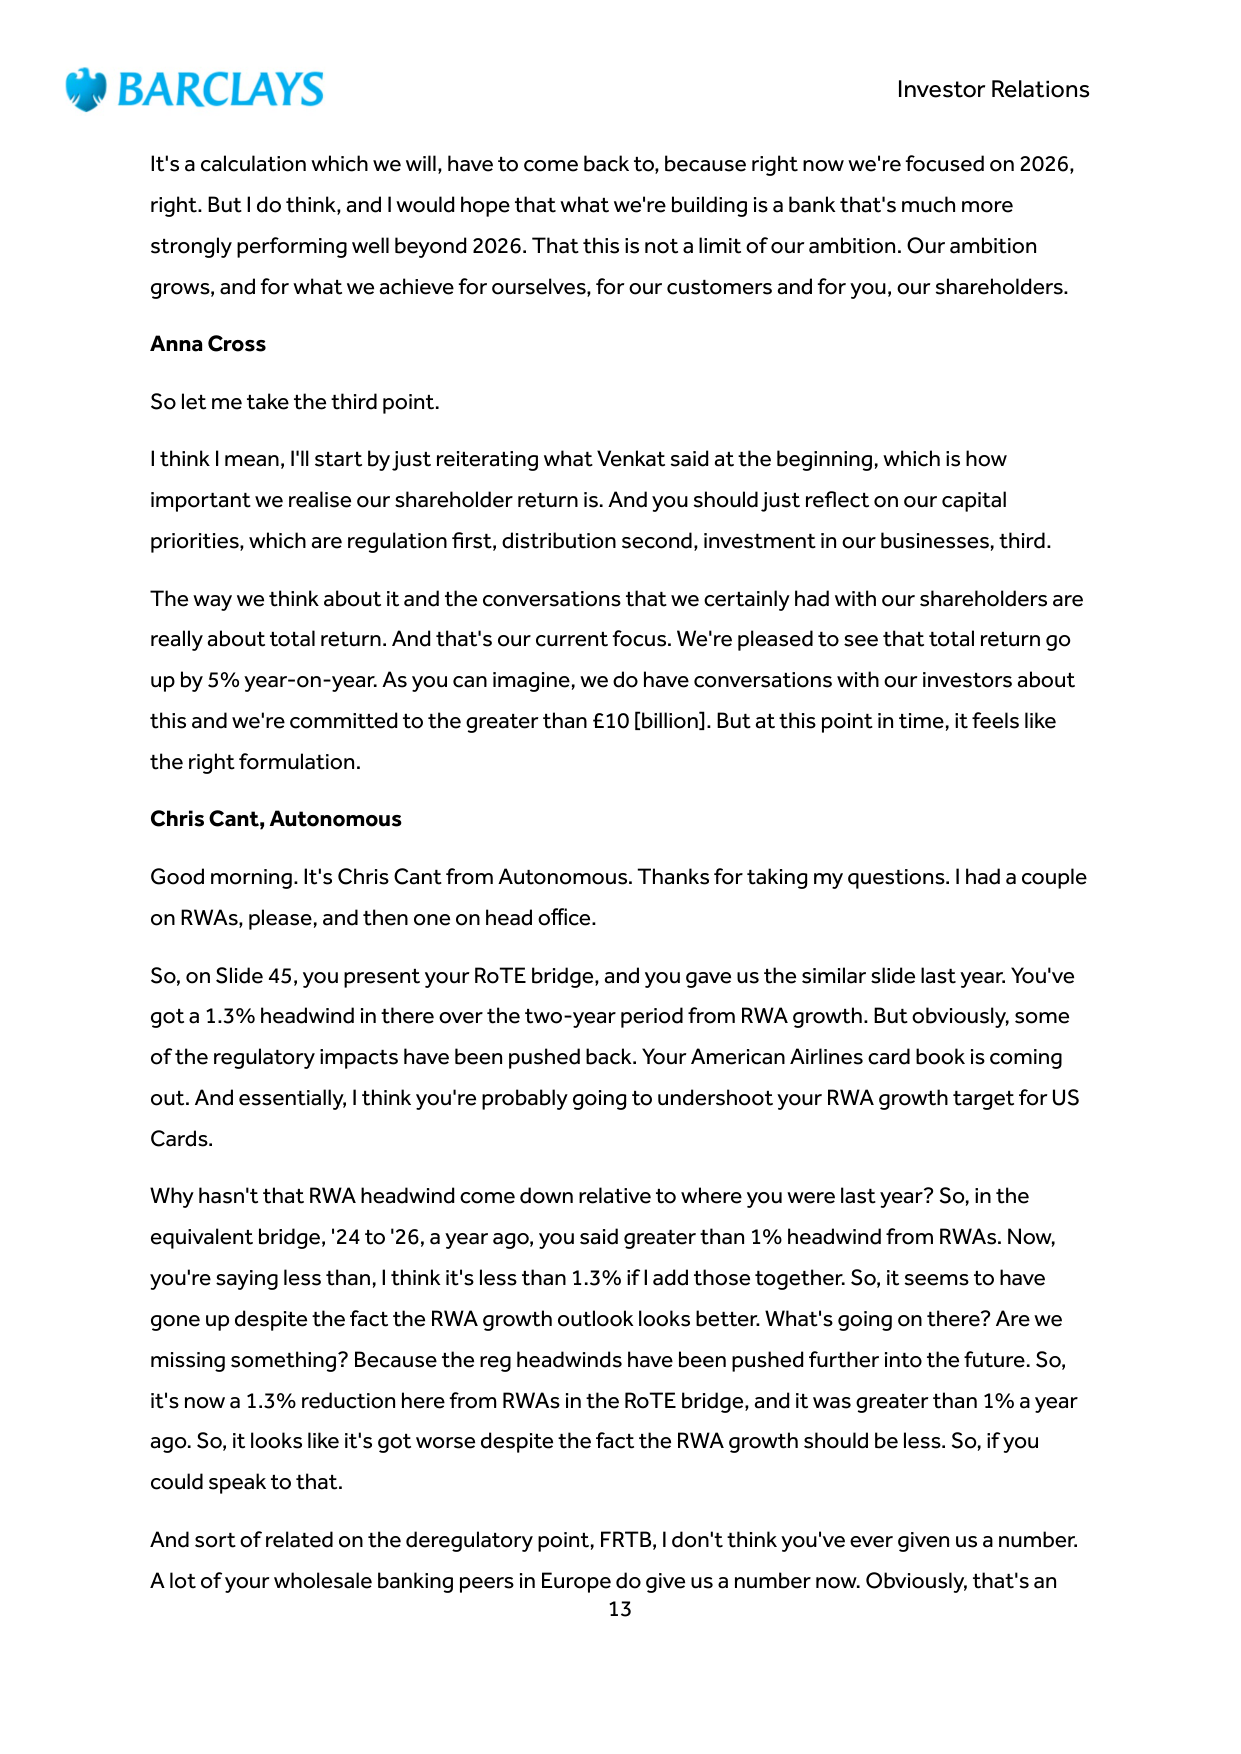 BARCLAYS
Investor Relations
It's a calculation which we will, have to come back to, because right now we're focused on 2026,
right. But I do think, and I would hope that what we're building is a bank that's much more
strongly performing well beyond 2026. That this is not a limit of our ambition. Our ambition
grows, and for what we achieve for ourselves, for our customers and for you, our shareholders.
Anna Cross
So let me take the third point.
I think I mean, I'll start by just reiterating what Venkat said at the beginning, which is how
important we realise our shareholder return is. And you should just reflect on our capital
priorities, which are regulation first, distribution second, investment in our businesses, third.
The way we think about it and the conversations that we certainly had with our shareholders are
really about total return. And that's our current focus. We're pleased to see that total return go
up by 5% year-on-year. As you can imagine, we do have conversations with our investors about
this and we're committed to the greater than £10 [billion]. But at this point in time, it feels like
the right formulation.
Chris Cant, Autonomous
Good morning. It's Chris Cant from Autonomous. Thanks for taking my questions. I had a couple
on RWAs, please, and then one on head office.
So, on Slide 45, you present your RoTE bridge, and you gave us the similar slide last year. You've
got a 1.3% headwind in there over the two-year period from RWA growth. But obviously, some
of the regulatory impacts have been pushed back. Your American Airlines card book is coming
out. And essentially, I think you're probably going to undershoot your RWA growth target for US
Cards.
Why hasn't that RWA headwind come down relative to where you were last year? So, in the
equivalent bridge, '24 to '26, a year ago, you said greater than 1% headwind from RWAs. Now,
you're saying less than, I think it's less than 1.3% if I add those together. So, it seems to have
gone up despite the fact the RWA growth outlook looks better. What's going on there? Are we
missing something? Because the reg headwinds have been pushed further into the future. So,
it's now a 1.3% reduction here from RWAs in the RoTE bridge, and it was greater than 1% a year
ago. So, it looks like it's got worse despite the fact the RWA growth should be less. So, if you
could speak to that.
And sort of related on the deregulatory point, FRTB, I don't think you've ever given us a number.
A lot of your wholesale banking peers in Europe do give us a number now. Obviously, that's an
13